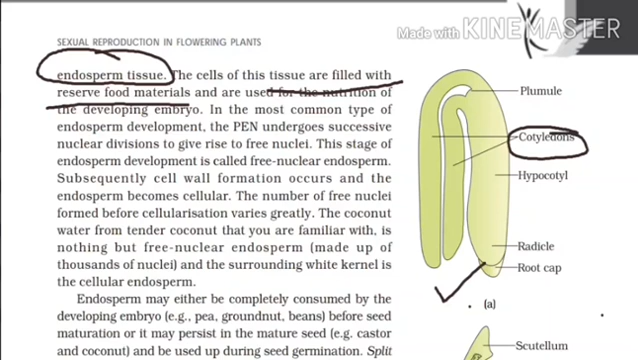 Made with KINEMASTER
SEXUAL REPRODUCTION IN FLOWERING PLANTS
endosperm tissue. The cells of this tissue are filled with
reserve food materials and are used for the nutrition of
the developing embryo. In the most common type of
endosperm development, the PEN undergoes successive
nuclear divisions to give rise to free nuclei. This stage of
endosperm development is called free-nuclear endosperm.
Subsequently cell wall formation occurs and the
endosperm becomes cellular. The number of free nuclei
formed before cellularisation varies greatly. The coconut
water from tender coconut that you are familiar with, is
nothing but free-nuclear endosperm (made up of
thousands of nuclei) and the surrounding white kernel is
the cellular endosperm.
Endosperm may either be completely consumed by the
developing embryo (e.g., pea, groundnut, beans) before seed
maturation or it may persist in the mature seed (e.g. castor
and coconut) and be used up during seed germination. Split
Plumule
Cotyledons
Hypocotyl
Radicle
Root cap
(a)
Scutellum